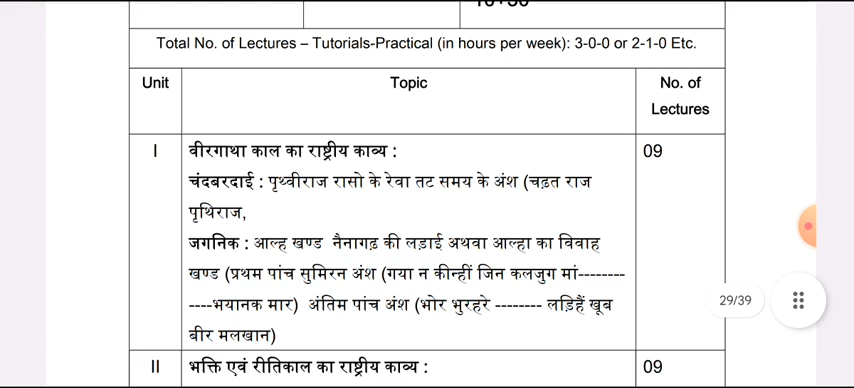 Total No. of Lectures – Tutorials-Practical (in hours per week): 3-0-0 or 2-1-0 Etc.
Unit Topic No. of
Lectures
I वीरगाथा काल का राष्ट्रीय काव्य : 09
चंदबरदाई : पृथ्वीराज रासो के रेवा तट समय के अंश (चढ़त राज
पृथिराज,
जगनिक : आल्ह खण्ड नैनागढ़ की लड़ाई अथवा आल्हा का विवाह
खण्ड (प्रथम पांच सुमिरन अंश (गया न कीन्हीं जिन कलजुग मां--------
----भयानक मार) अंतिम पांच अंश (भोर भुरहरे -------- लड़िहैं खूब
29/39
बीर मलखान)
II भक्ति एवं रीतिकाल का राष्ट्रीय काव्य : 09